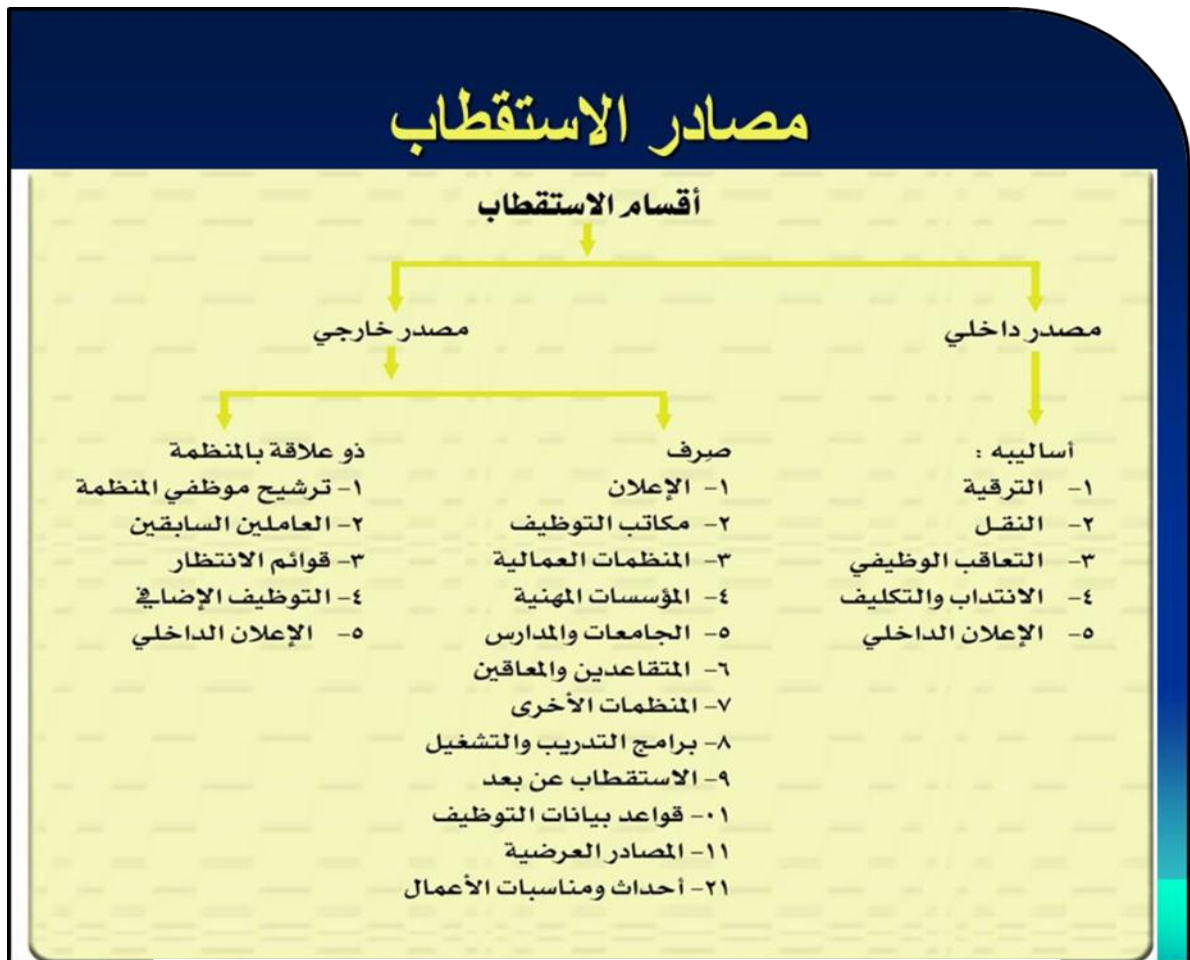 مصادر الاستقطاب
أقسام الاستقطاب
مصدر داخلي
مصدر خارجي
أساليبه :
١- الترقية
٢- النقل
٣- التعاقب الوظيفي
٤- الانتداب والتكليف
٥- الإعلان الداخلي
صرف
١- الإعلان
٢- مكاتب التوظيف
٣- المنظمات العمالية
٤- المؤسسات المهنية
٥- الجامعات والمدارس
٦- المتقاعدين والمعاقين
٧- المنظمات الأخرى
٨- برامج التدريب والتشغيل
٩- الاستقطاب عن بعد
٠١- قواعد بيانات التوظيف
١١- المصادر العرضية
٢١- أحداث ومناسبات الأعمال
ذو علاقة بالمنظمة
١- ترشيح موظفي المنظمة
٢- العاملين السابقين
٣- قوائم الانتظار
٤- التوظيف الإضافي
٥- الإعلان الداخلي